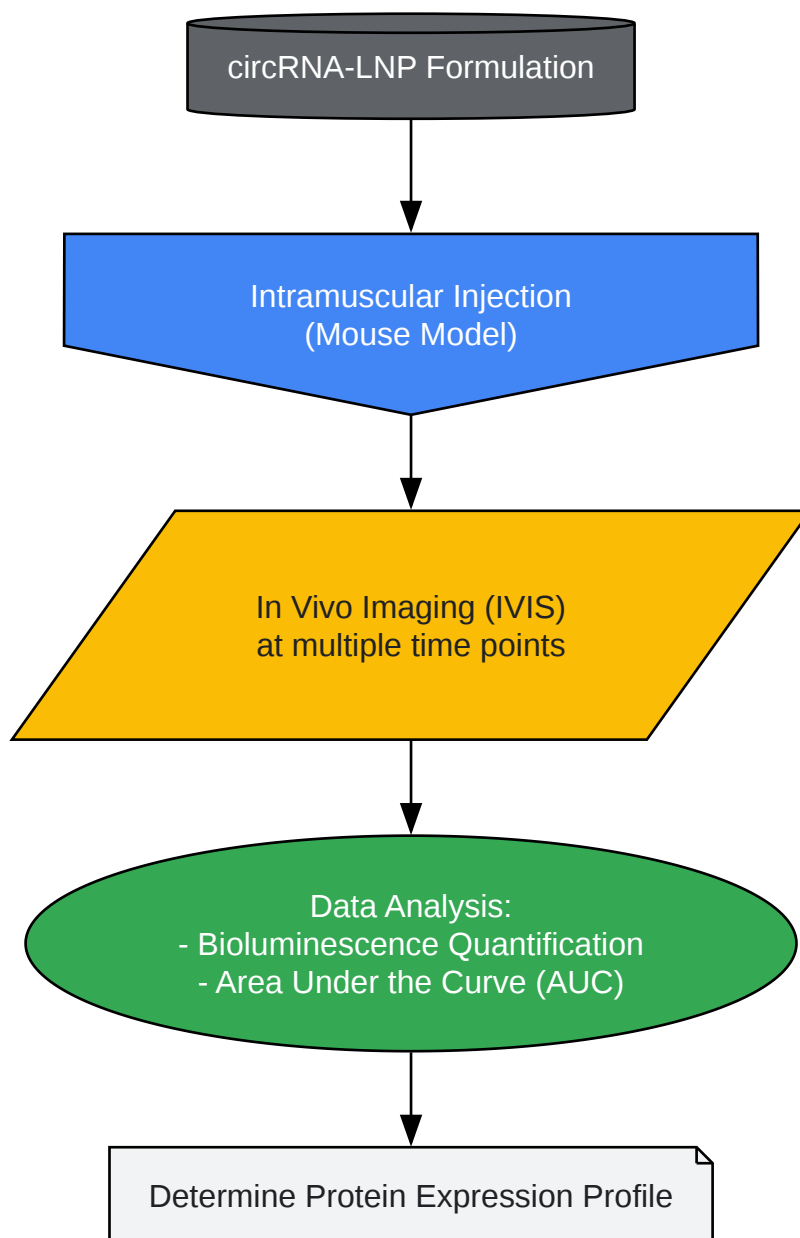 circRNA-LNP Formulation
Intramuscular Injection
(Mouse Model)
In Vivo Imaging (IVIS)
at multiple time points
Data Analysis:
- Bioluminescence Quantification
- Area Under the Curve (AUC)
Determine Protein Expression Profile